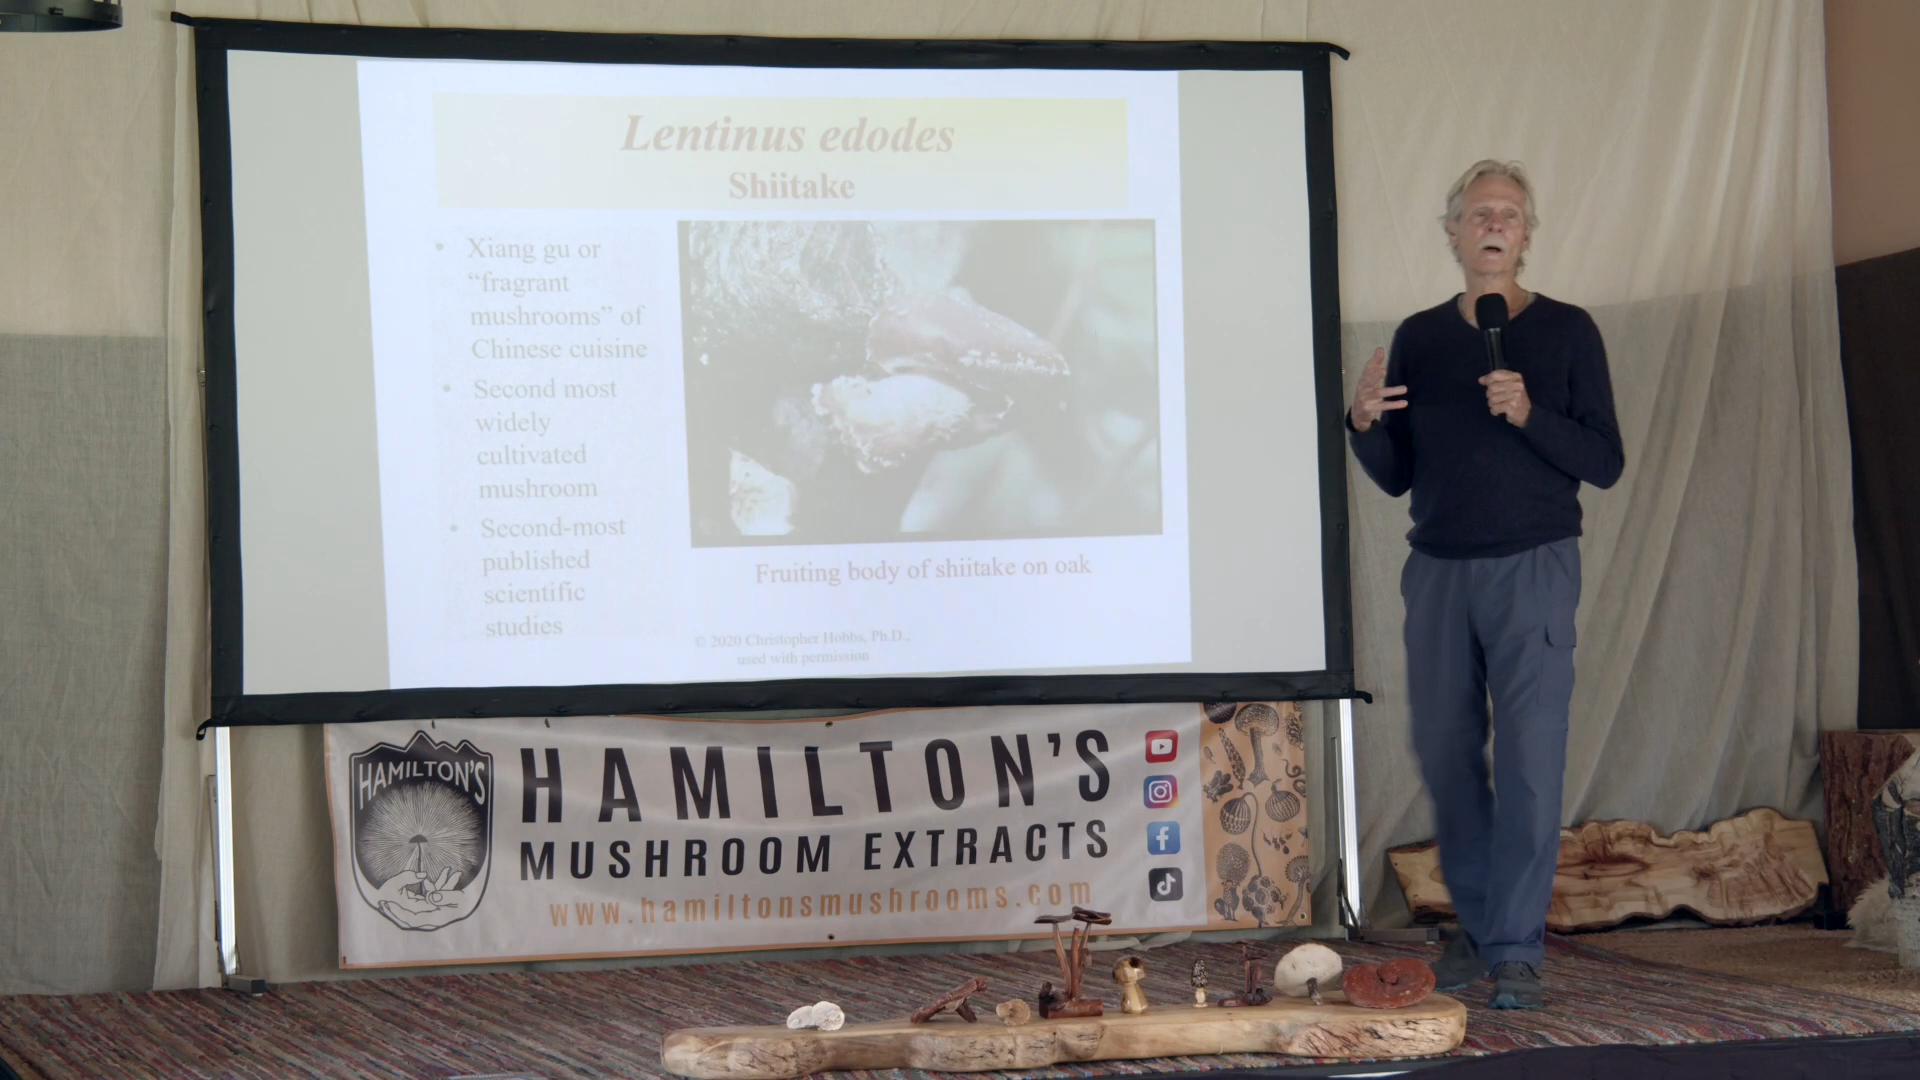 Lentinus edodes
Shiitake
• Xiang gu or
“fragrant
mushrooms” of
Chinese cuisine
• Second most
widely
cultivated
mushroom
• Second-most
published
scientific
studies
Fruiting body of shiitake on oak
© 2020 Christopher Hobbs, Ph.D.,
used with permission
HAMILTON'S
HAMILTON'S
MUSHROOM EXTRACTS
www.hamiltonsmushrooms.com